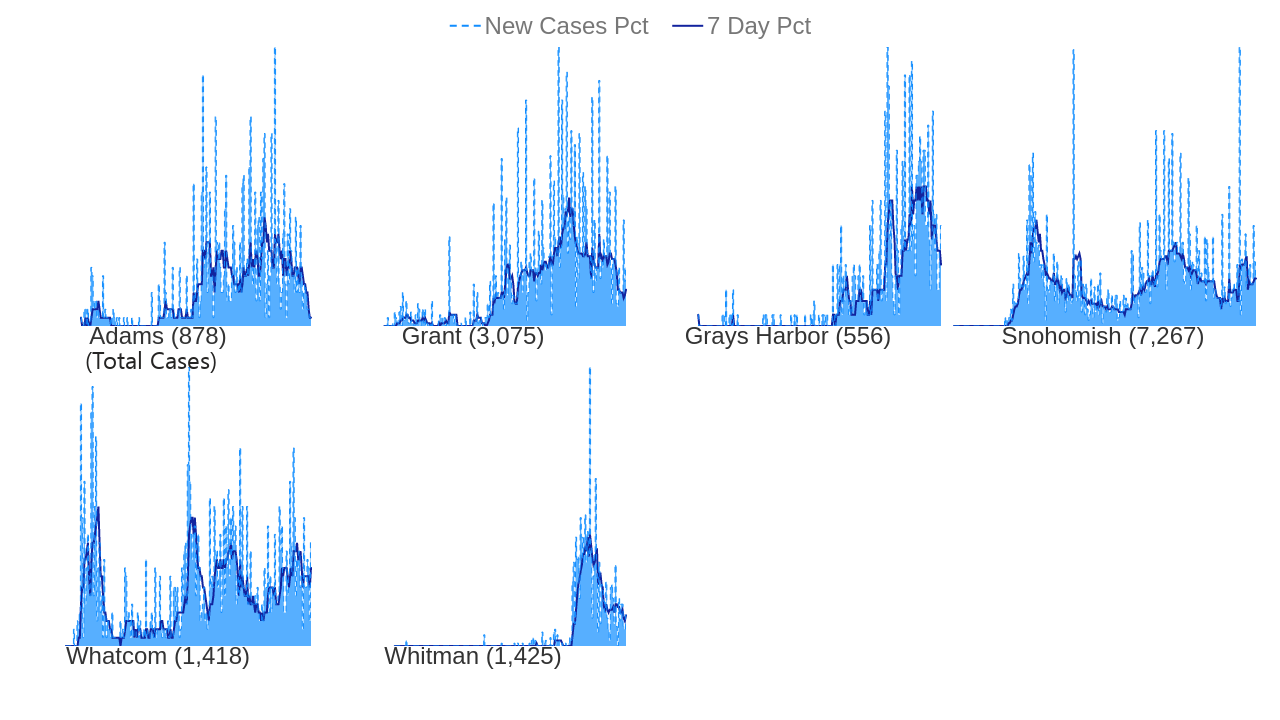 New Cases Pct 7 Day Pct
Adams (878) Grant (3,075) Grays Harbor (556) Snohomish (7,267)
(Total Cases)
Whatcom (1,418) Whitman (1,425)